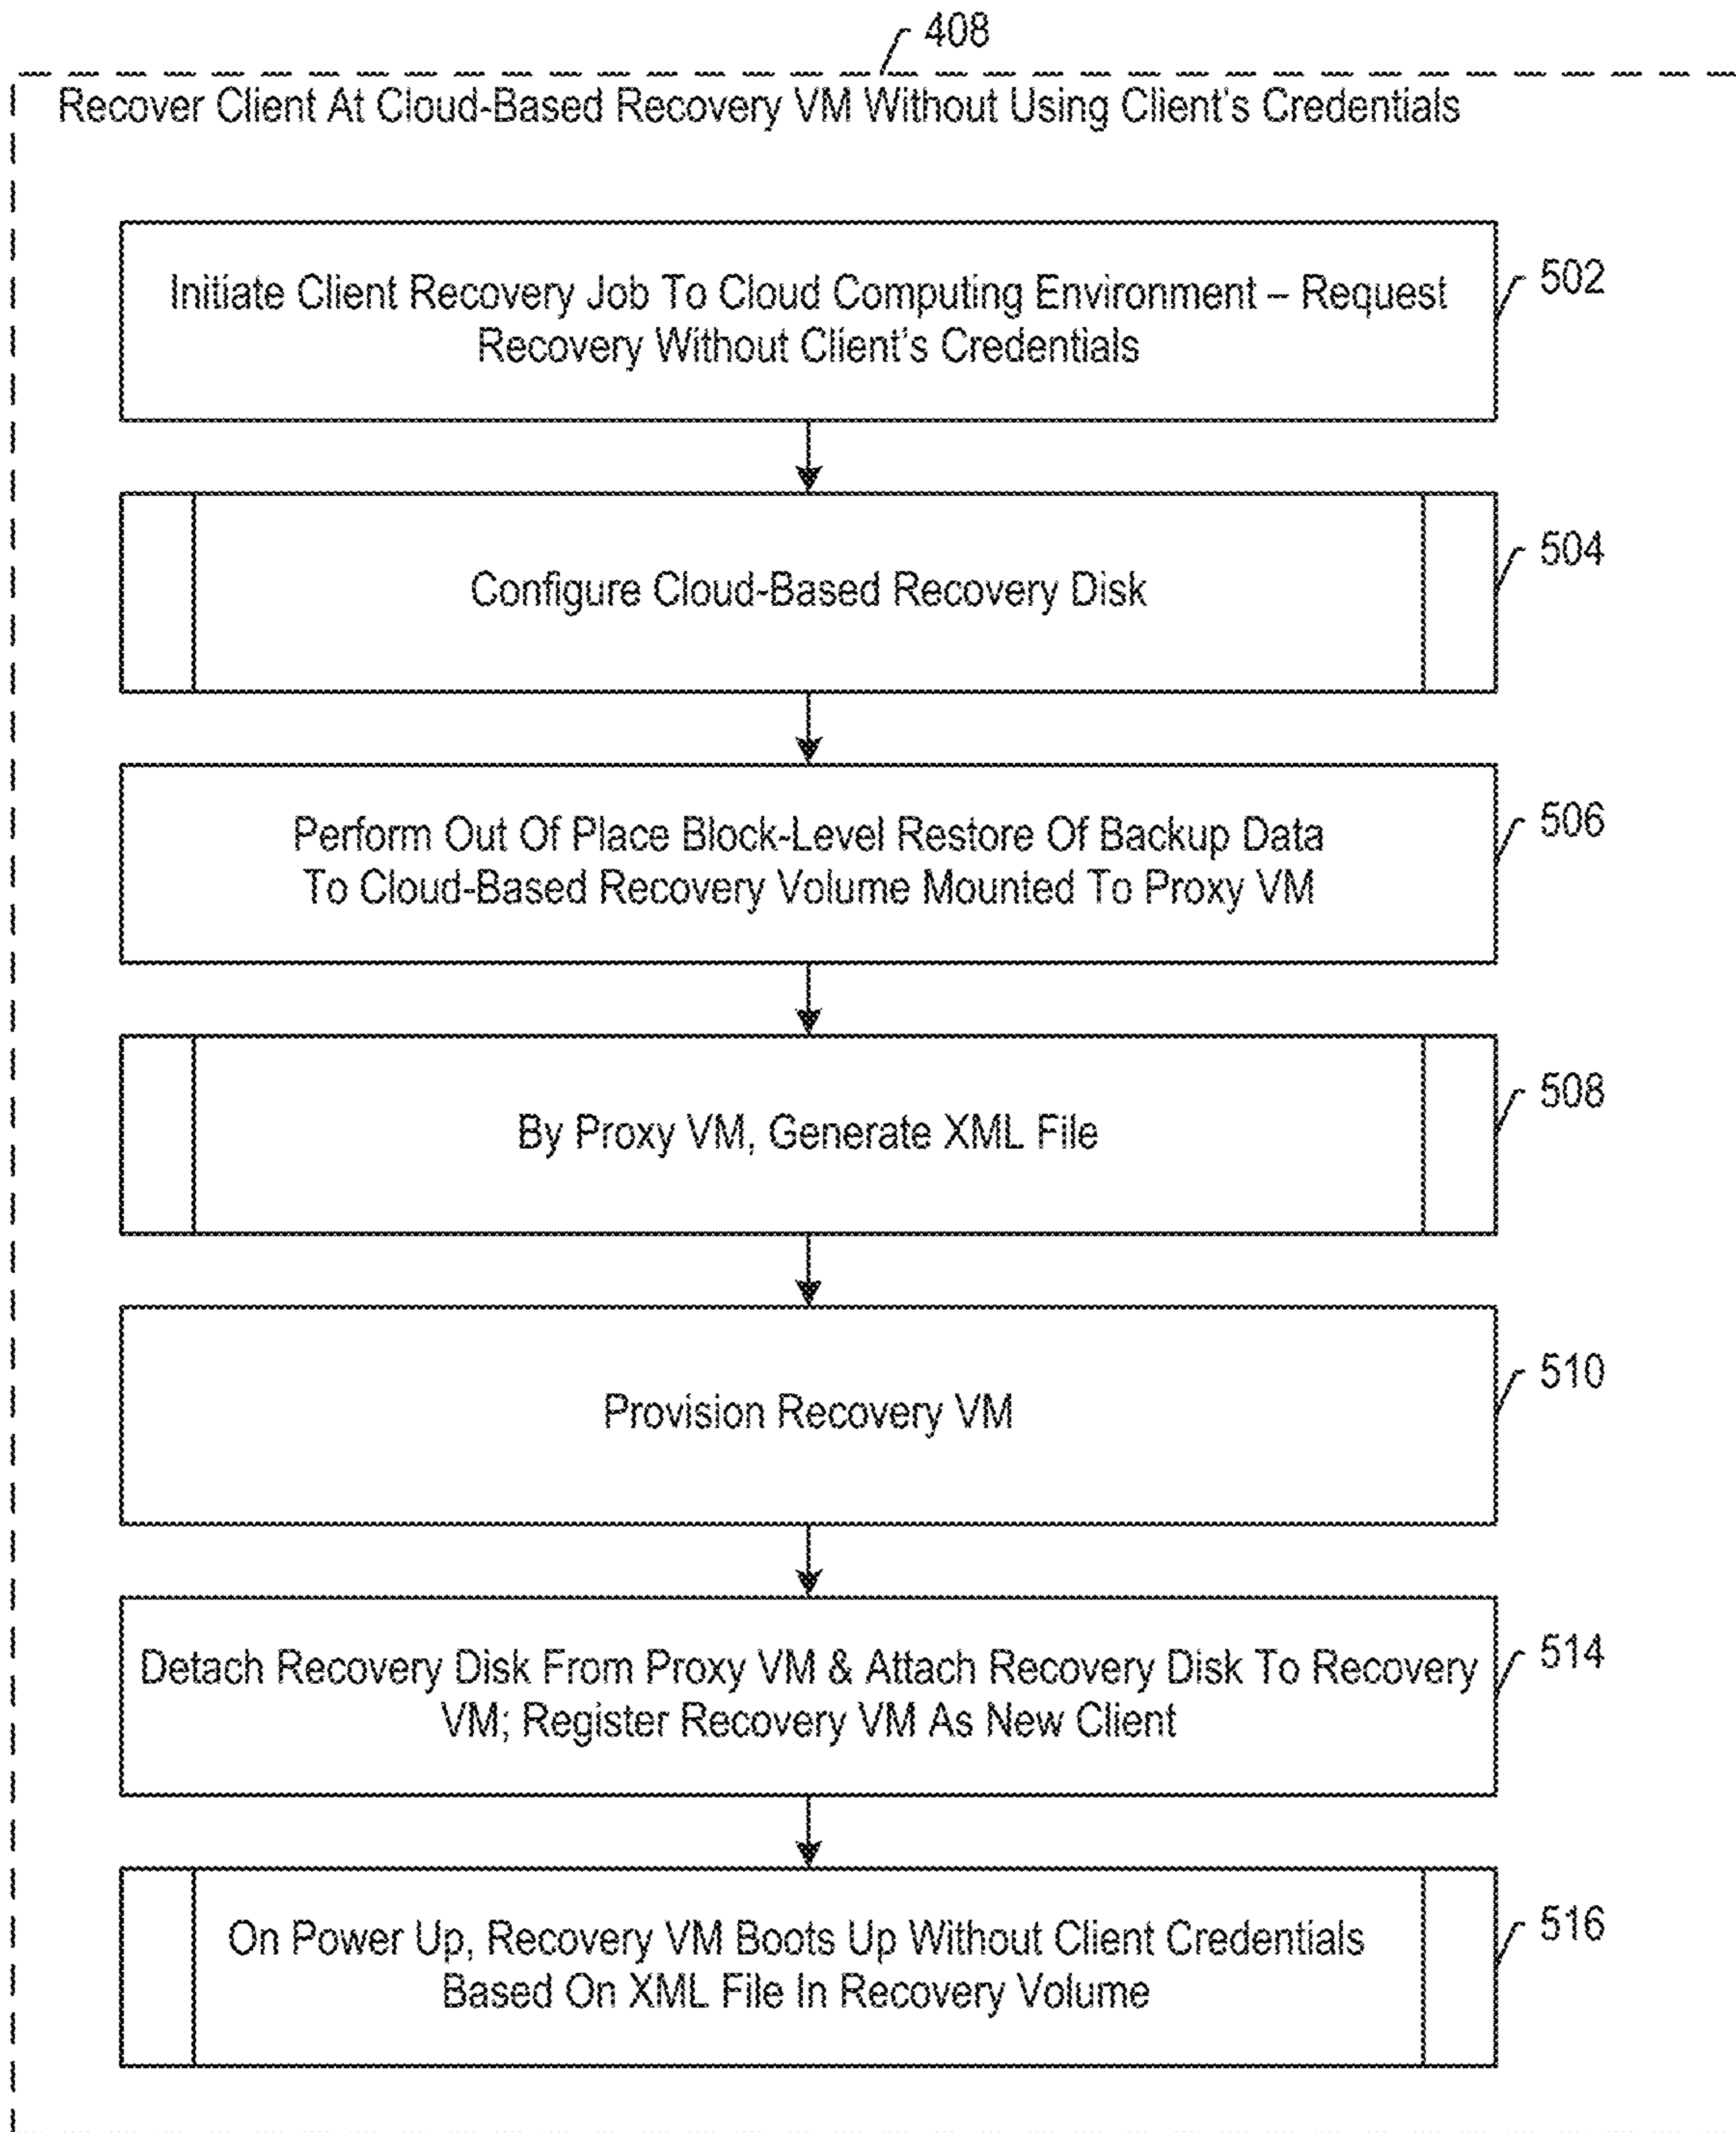 408
Recover Client At Cloud-Based Recovery VM Without Using Client's Credentials
Initiate Client Recovery Job To Cloud Computing Environment – Request
Recovery Without Client's Credentials
502
Configure Cloud-Based Recovery Disk
504
Perform Out Of Place Block-Level Restore Of Backup Data
To Cloud-Based Recovery Volume Mounted To Proxy VM
506
By Proxy VM, Generate XML File
508
Provision Recovery VM
510
Detach Recovery Disk From Proxy VM & Attach Recovery Disk To Recovery
VM; Register Recovery VM As New Client
514
On Power Up, Recovery VM Boots Up Without Client Credentials
Based On XML File In Recovery Volume
516